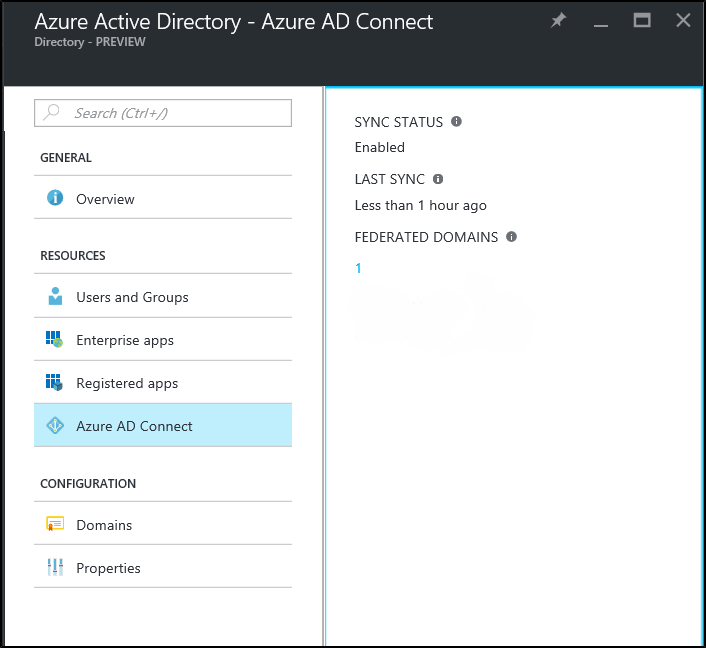 Azure Active Directory - Azure AD Connect
Directory - PREVIEW
Search (Ctrl+/)
GENERAL
Overview
RESOURCES
Users and Groups
Enterprise apps
Registered apps
Azure AD Connect
CONFIGURATION
Domains
Properties
SYNC STATUS
Enabled
LAST SYNC
Less than 1 hour ago
FEDERATED DOMAINS
1